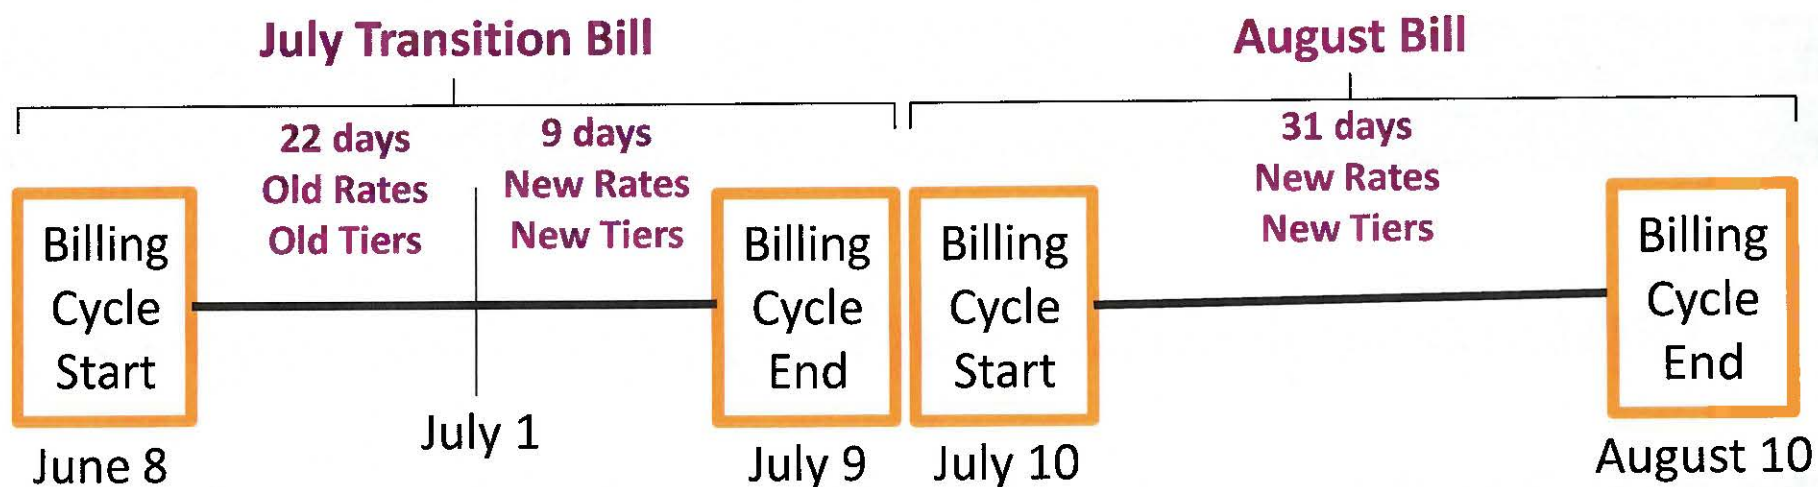 July Transition Bill
August Bill
22 days
Old Rates
Old Tiers
9 days
New Rates
New Tiers
31 days
New Rates
New Tiers
Billing
Cycle
Start
Billing
Cycle
End
Billing
Cycle
Start
Billing
Cycle
End
June 8
July 1
July 9
July 10
August 10